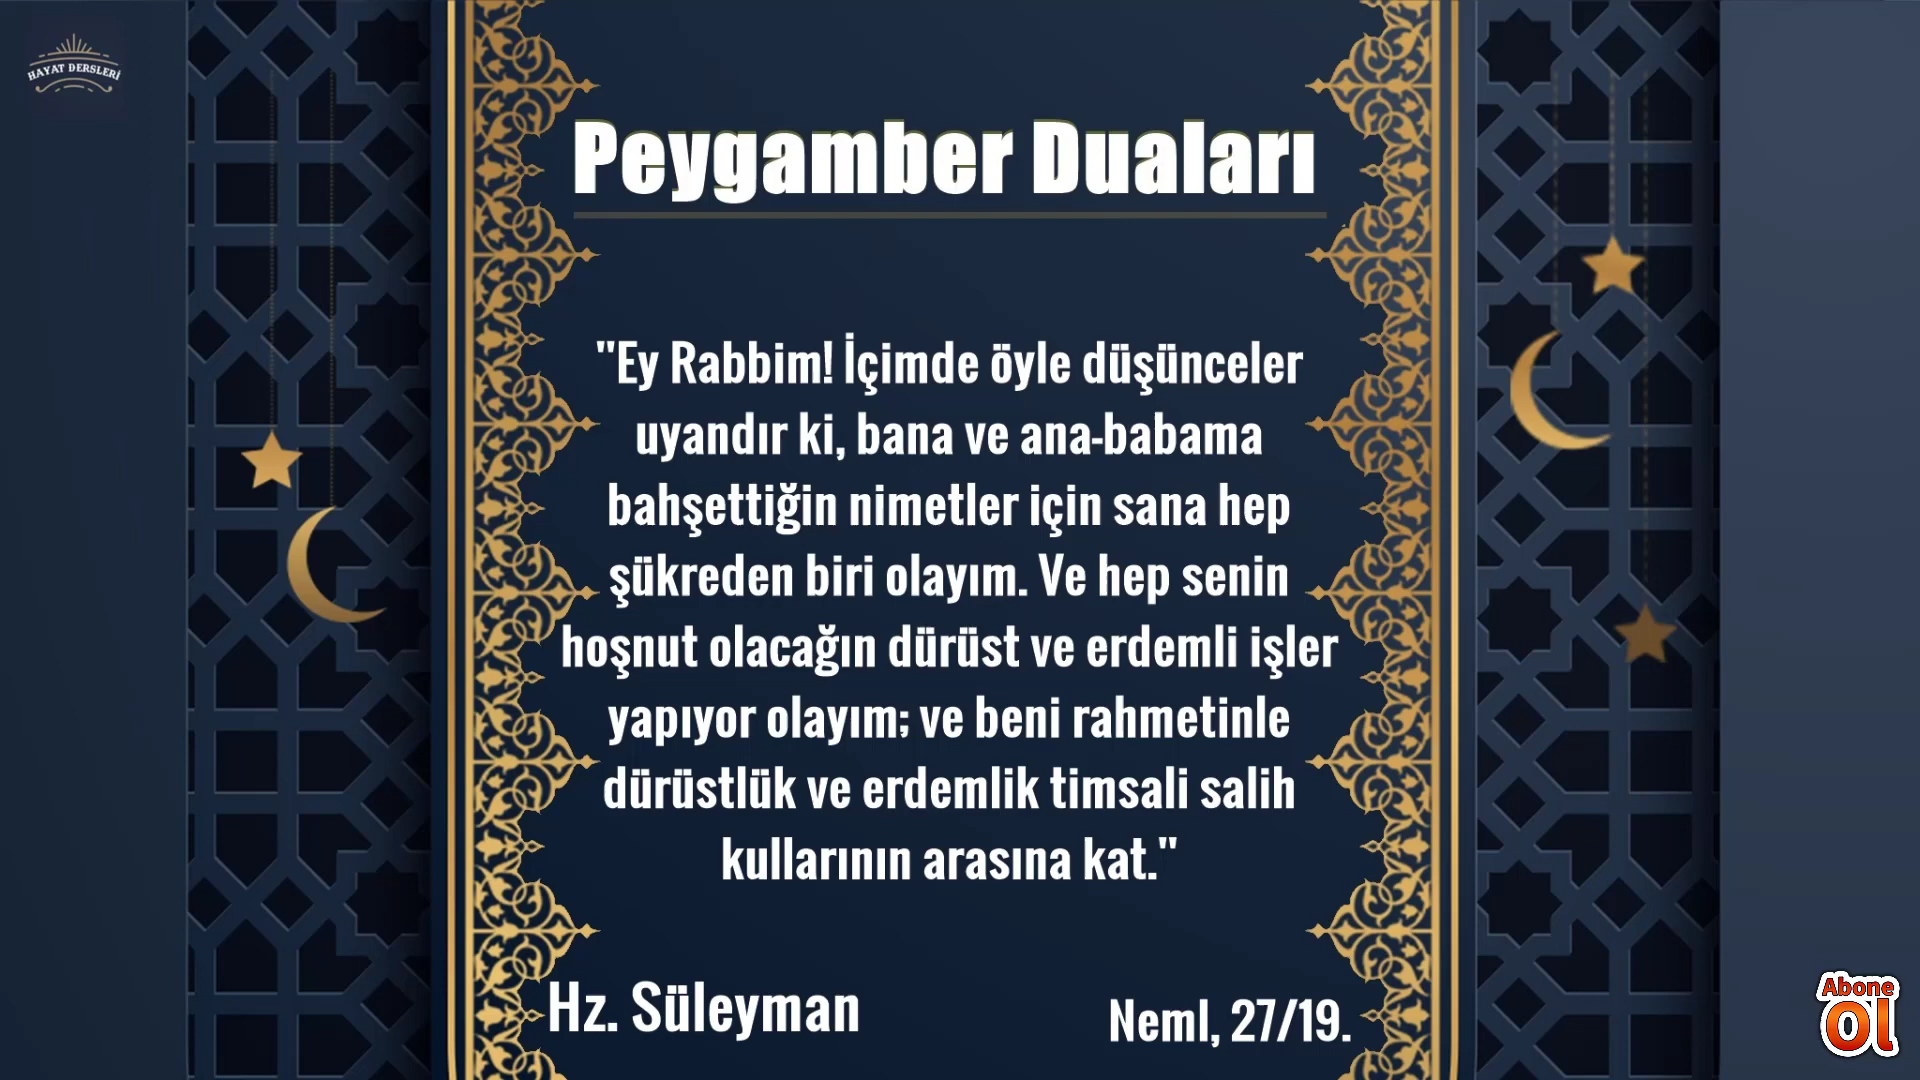 HAYAT DERSLERİ
Peygamber Duaları
"Ey Rabbim! İçimde öyle düşünceler
uyandır ki, bana ve ana-babama
bahşettiğin nimetler için sana hep
şükreden biri olayım. Ve hep senin
hoşnut olacağın dürüst ve erdemli işler
yapıyor olayım; ve beni rahmetinle
dürüstlük ve erdemlik timsali salih
kullarının arasına kat."
Hz. Süleyman
Neml, 27/19.
Abone
Ol